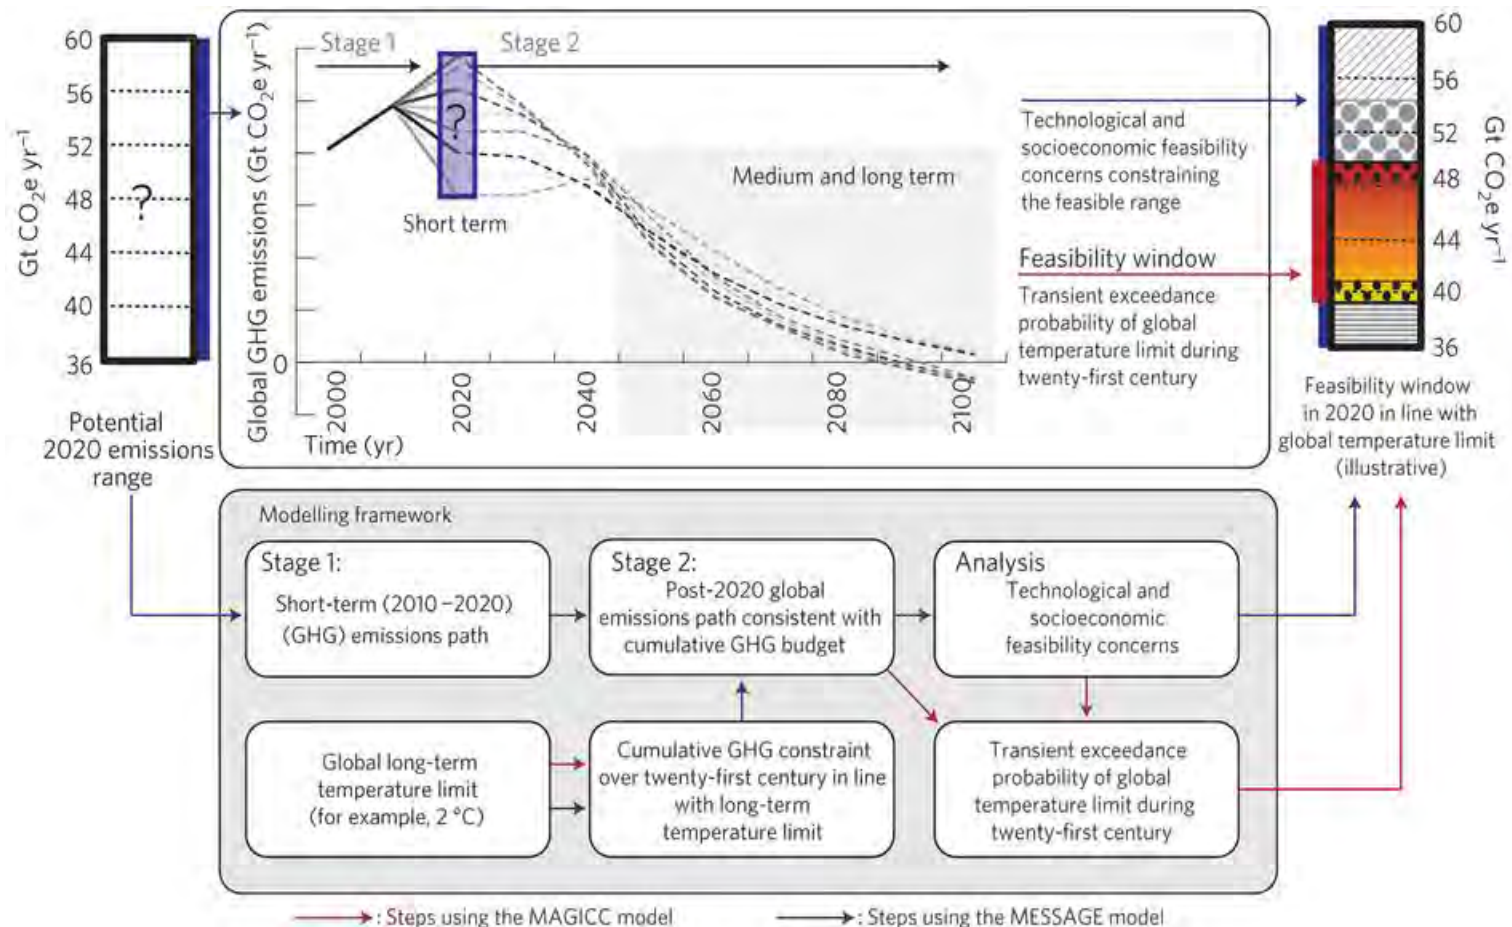 60
56
52
48
44
40
36
Gt CO2e yr−1
?
Potential
2020 emissions
range
Global GHG emissions (Gt CO2e yr−1)
Stage 1
Stage 2
?
Short term
Medium and long term
0
2000
2020
2040
2060
2080
2100
Time (yr)
Technological and
socioeconomic feasibility
concerns constraining
the feasible range
Feasibility window
Transient exceedance
probability of global
temperature limit during
twenty-first century
60
56
52
48
44
40
36
Gt CO2e yr−1
Feasibility window
in 2020 in line with
global temperature limit
(illustrative)
Modelling framework
Stage 1:
Short-term (2010–2020)
(GHG) emissions path
Stage 2:
Post-2020 global
emissions path consistent with
cumulative GHG budget
Analysis
Technological and
socioeconomic
feasibility concerns
Global long-term
temperature limit
(for example, 2 °C)
Cumulative GHG constraint
over twenty-first century in line
with long-term
temperature limit
Transient exceedance
probability of global
temperature limit during
twenty-first century
: Steps using the MAGICC model
: Steps using the MESSAGE model